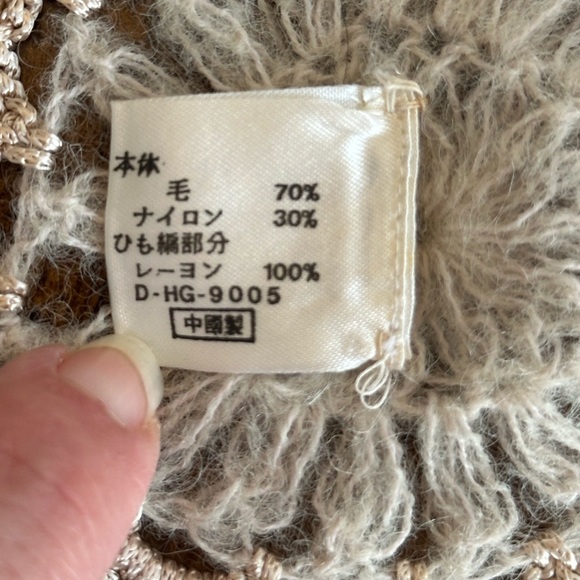 本体
毛 70%
ナイロン 30%
ひも編部分
レーヨン 100%
D-HG-9005
中國製